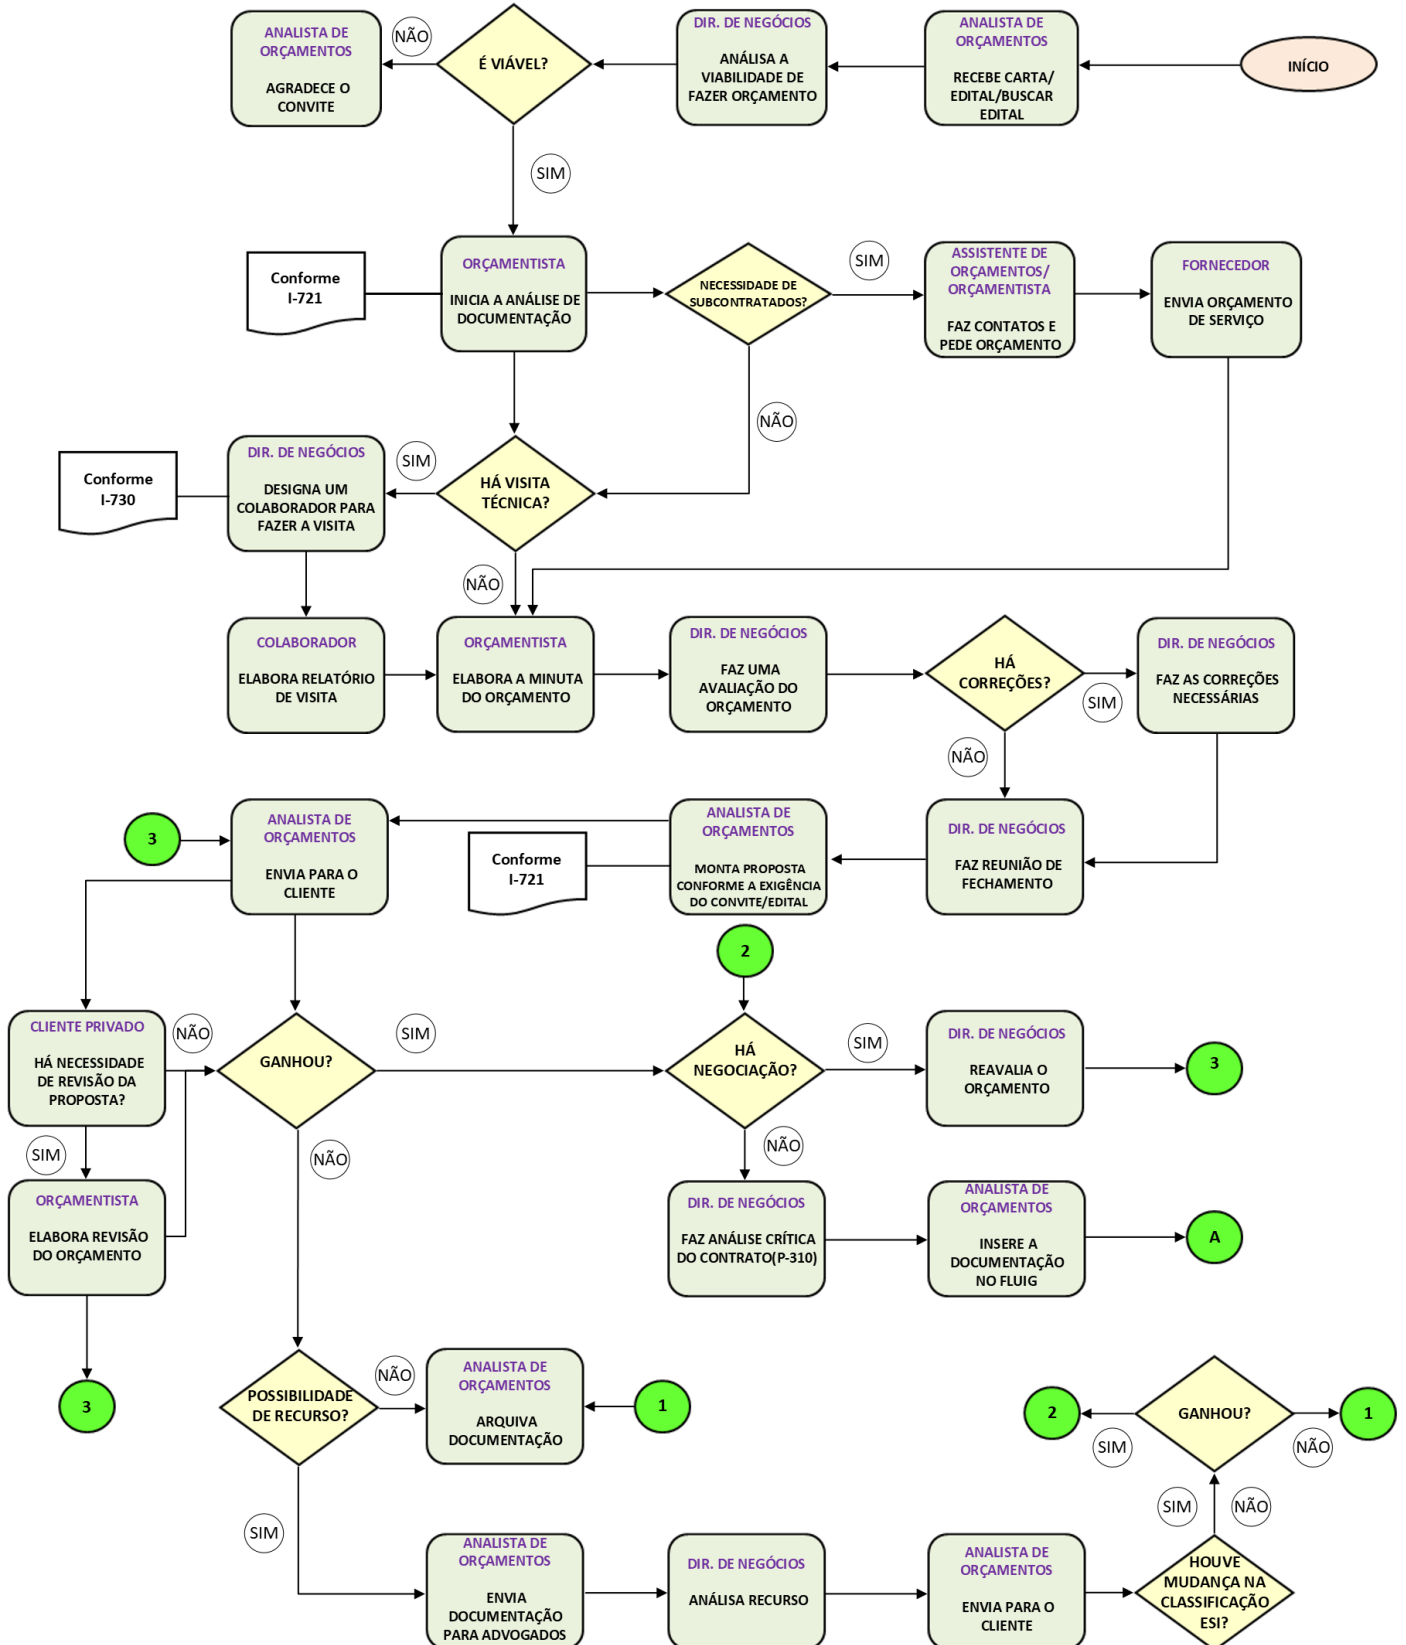 INÍCIO
ANALISTA DE
ORÇAMENTOS
RECEBE CARTA/
EDITAL/BUSCAR
EDITAL
DIR. DE NEGÓCIOS
ANÁLISA A
VIABILIDADE DE
FAZER ORÇAMENTO
É VIÁVEL?
NÃO
ANALISTA DE
ORÇAMENTOS
AGRADECE O
CONVITE
SIM
Conforme
I-721
ORÇAMENTISTA
INICIA A ANÁLISE DE
DOCUMENTAÇÃO
NECESSIDADE DE
SUBCONTRATADOS?
SIM
ASSISTENTE DE
ORÇAMENTOS/
ORÇAMENTISTA
FAZ CONTATOS E
PEDE ORÇAMENTO
FORNECEDOR
ENVIA ORÇAMENTO
DE SERVIÇO
NÃO
Conforme
I-730
DIR. DE NEGÓCIOS
DESIGNA UM
COLABORADOR PARA
FAZER A VISITA
SIM
HÁ VISITA
TÉCNICA?
NÃO
COLABORADOR
ELABORA RELATÓRIO
DE VISITA
ORÇAMENTISTA
ELABORA A MINUTA
DO ORÇAMENTO
DIR. DE NEGÓCIOS
FAZ UMA
AVALIAÇÃO DO
ORÇAMENTO
HÁ
CORREÇÕES?
SIM
DIR. DE NEGÓCIOS
FAZ AS CORREÇÕES
NECESSÁRIAS
NÃO
3
ANALISTA DE
ORÇAMENTOS
ENVIA PARA O
CLIENTE
Conforme
I-721
ANALISTA DE
ORÇAMENTOS
MONTA PROPOSTA
CONFORME A EXIGÊNCIA
DO CONVITE/EDITAL
DIR. DE NEGÓCIOS
FAZ REUNIÃO DE
FECHAMENTO
2
CLIENTE PRIVADO
HÁ NECESSIDADE
DE REVISÃO DA
PROPOSTA?
NÃO
GANHOU?
SIM
HÁ
NEGOCIAÇÃO?
SIM
DIR. DE NEGÓCIOS
REAVALIA O
ORÇAMENTO
3
SIM
NÃO
NÃO
ORÇAMENTISTA
ELABORA REVISÃO
DO ORÇAMENTO
DIR. DE NEGÓCIOS
FAZ ANÁLISE CRÍTICA
DO CONTRATO(P-310)
ANALISTA DE
ORÇAMENTOS
INSERE A
DOCUMENTAÇÃO
NO FLUIG
A
3
POSSIBILIDADE
DE RECURSO?
NÃO
ANALISTA DE
ORÇAMENTOS
ARQUIVA
DOCUMENTAÇÃO
1
2
SIM
GANHOU?
NÃO
1
SIM
SIM
NÃO
ANALISTA DE
ORÇAMENTOS
ENVIA
DOCUMENTAÇÃO
PARA ADVOGADOS
DIR. DE NEGÓCIOS
ANÁLISA RECURSO
ANALISTA DE
ORÇAMENTOS
ENVIA PARA O
CLIENTE
HOUVE
MUDANÇA NA
CLASSIFICAÇÃO
ESI?